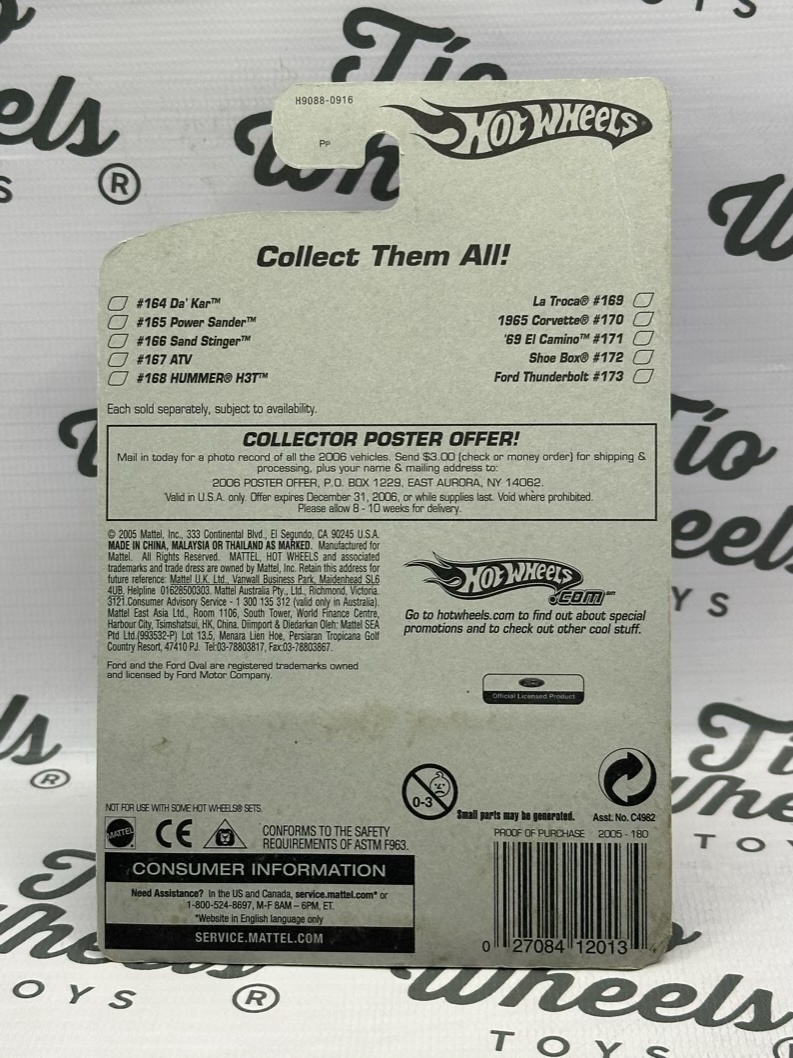 H9088-0916
Pp
HOT WHEELS
Collect Them All!
#164 Da' Kar™
#165 Power Sander™
#166 Sand Stinger™
#167 ATV
#168 HUMMER® H3T™
La Troca® #169
1965 Corvette® #170
'69 El Camino™ #171
Shoe Box® #172
Ford Thunderbolt #173
Each sold separately, subject to availability.
COLLECTOR POSTER OFFER!
Mail in today for a photo record of all the 2006 vehicles. Send $3.00 (check or money order) for shipping &
processing, plus your name & mailing address to:
2006 POSTER OFFER, P.O. BOX 1229, EAST AURORA, NY 14062.
Valid in U.S.A. only. Offer expires December 31, 2006, or while supplies last. Void where prohibited.
Please allow 8 - 10 weeks for delivery.
© 2005 Mattel, Inc., 333 Continental Blvd., El Segundo, CA 90245 U.S.A.
MADE IN CHINA, MALAYSIA OR THAILAND AS MARKED. Manufactured for
Mattel. All Rights Reserved. MATTEL, HOT WHEELS and associated
trademarks and trade dress are owned by Mattel, Inc. Retain this address for
future reference: Mattel U.K. Ltd., Vanwall Business Park, Maidenhead SL6
4UB. Helpline 01628500303. Mattel Australia Pty., Ltd., Richmond, Victoria.
3121.Consumer Advisory Service - 1 300 135 312 (valid only in Australia).
Mattel East Asia Ltd., Room 1106, South Tower, World Finance Centre,
Harbour City, Tsimshatsui, HK, China. Diimport & Diedarkan Oleh: Mattel SEA
Ptd Ltd.(993532-P) Lot 13.5, Menara Lien Hoe, Persiaran Tropicana Golf
Country Resort, 47410 PJ. Tel:03-78803817, Fax:03-78803867.
Ford and the Ford Oval are registered trademarks owned
and licensed by Ford Motor Company.
HOT WHEELS
.COM℠
Go to hotwheels.com to find out about special
promotions and to check out other cool stuff.
Ford
Official Licensed Product
NOT FOR USE WITH SOME HOT WHEELS® SETS.
MATTEL
CE
CONFORMS TO THE SAFETY
REQUIREMENTS OF ASTM F963.
0-3
Small parts may be generated.
Asst. No. C4982
PROOF OF PURCHASE 2005 - 180
CONSUMER INFORMATION
Need Assistance? In the US and Canada, service.mattel.com* or
1-800-524-8697, M-F 8AM – 6PM, ET.
*Website in English language only
SERVICE.MATTEL.COM
0 27084 12013
Tío
Wheels
TOYS
®